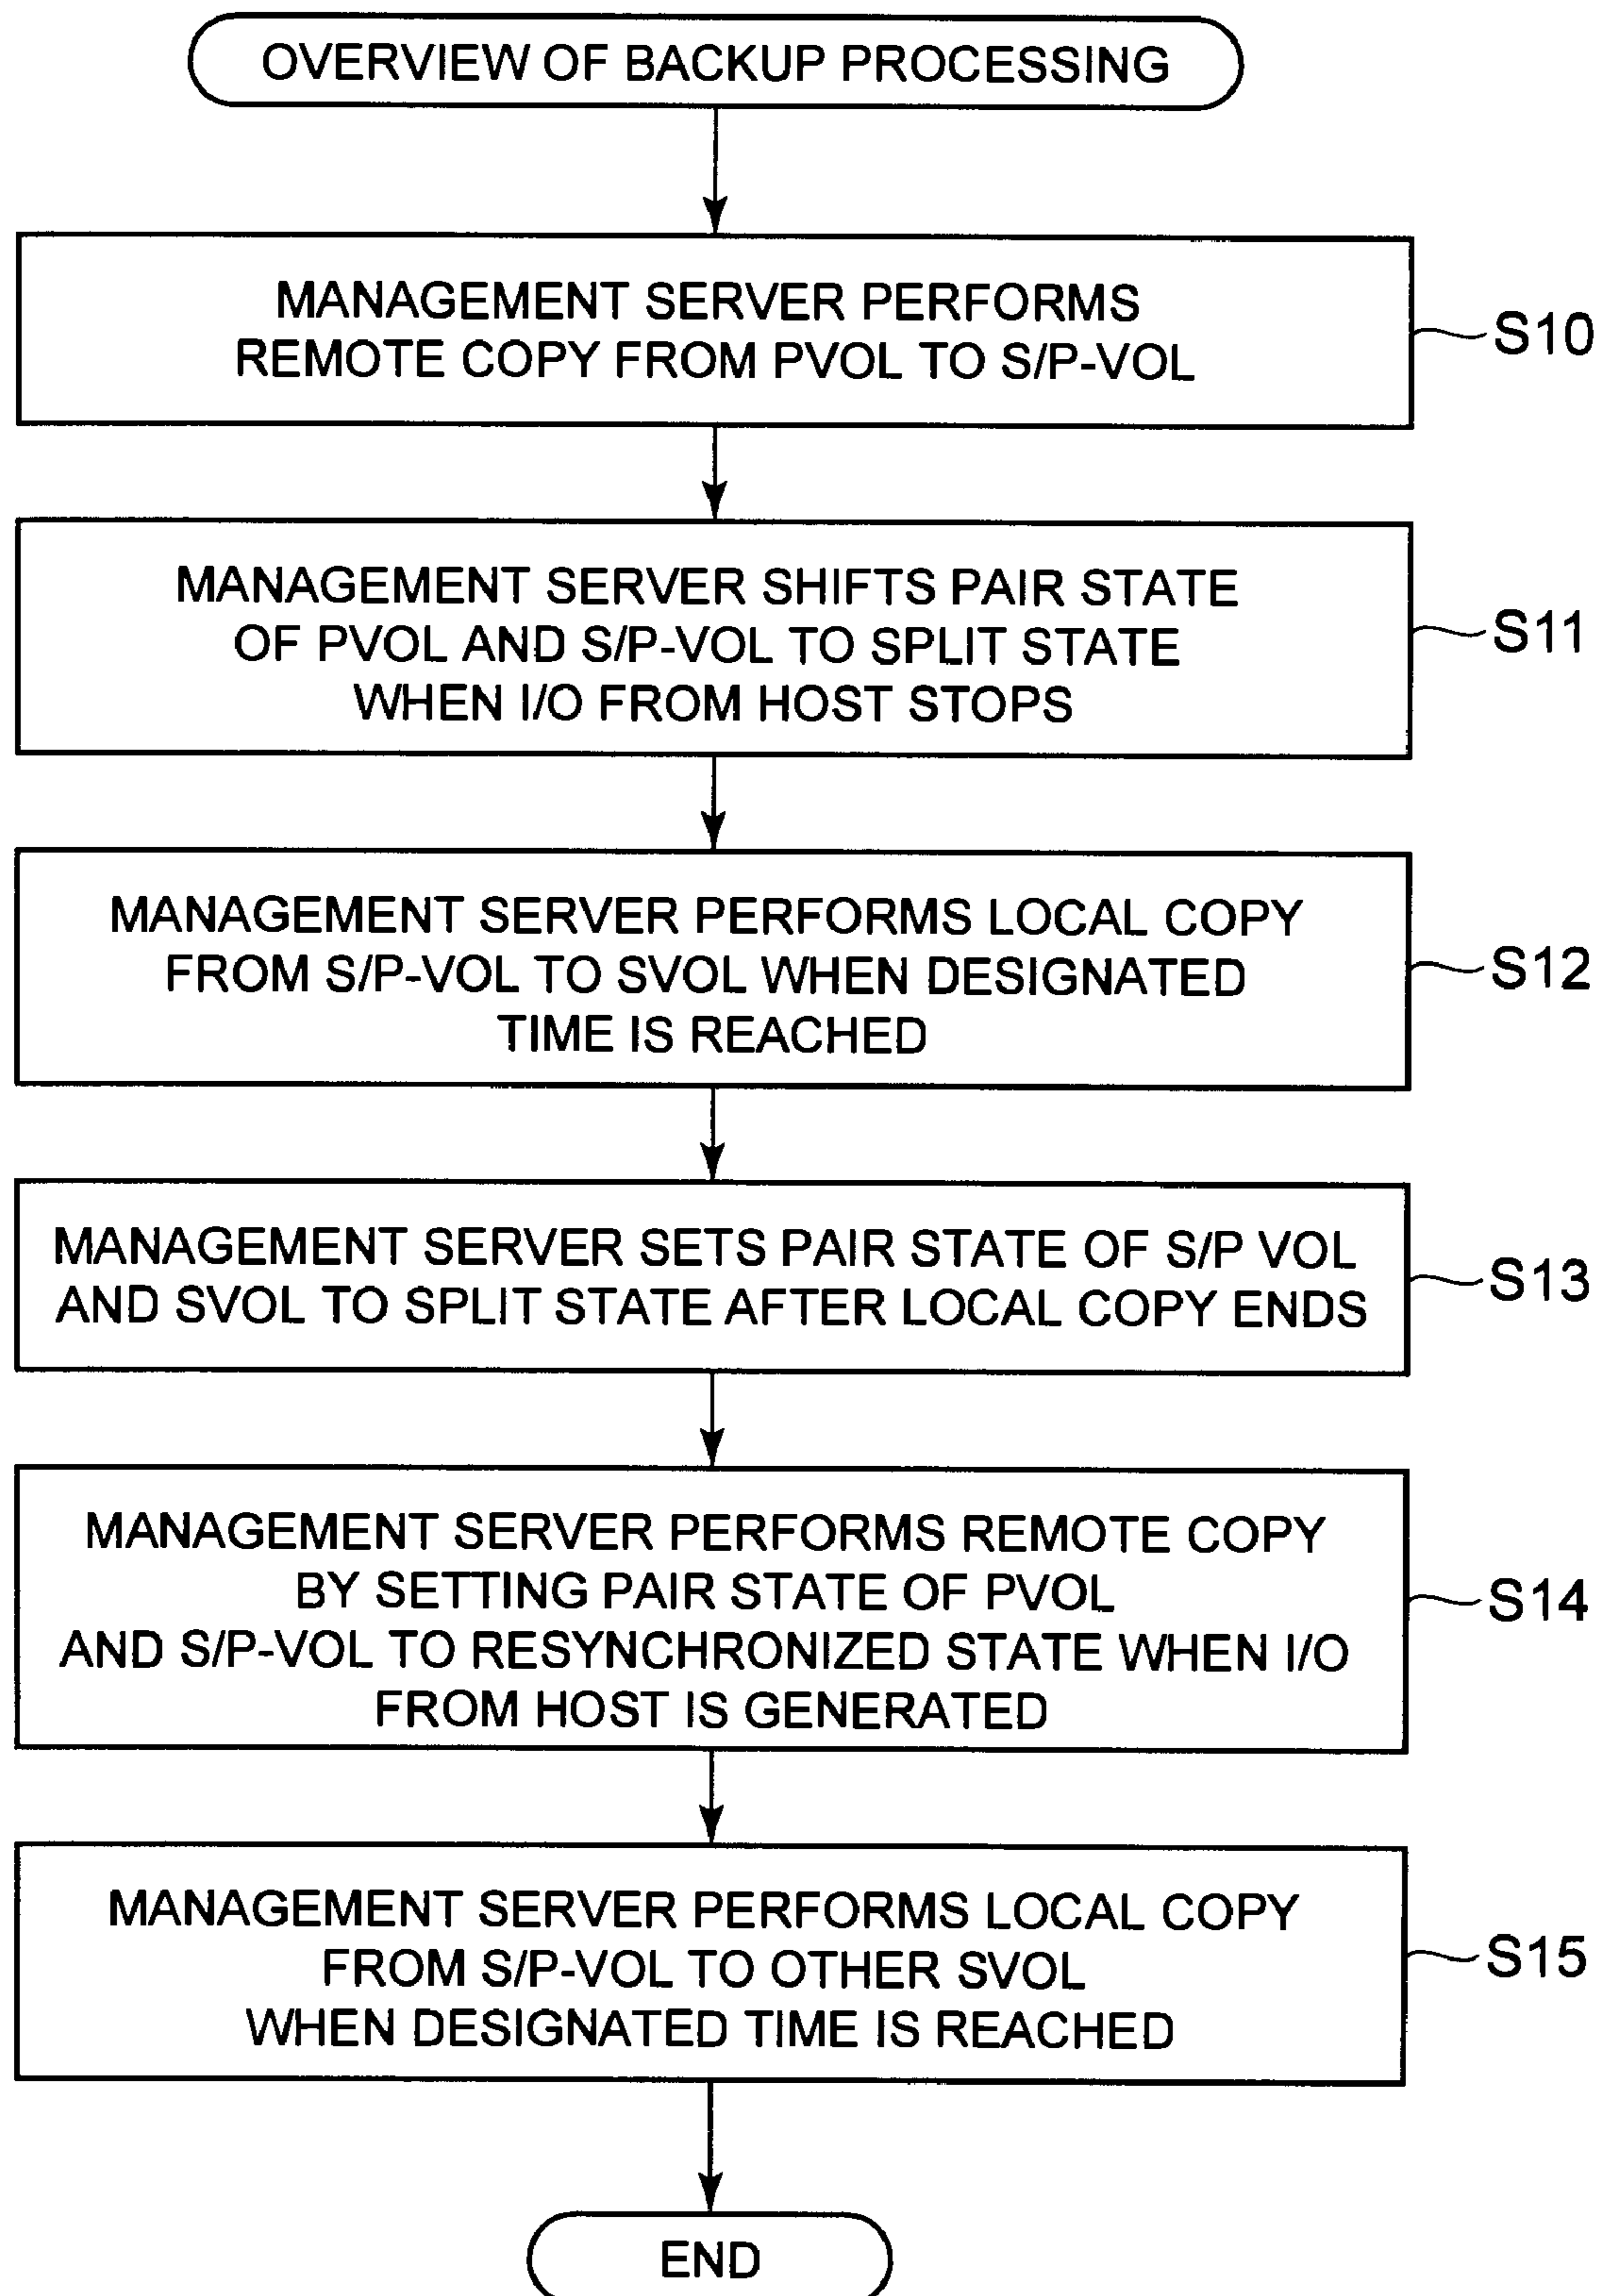 OVERVIEW OF BACKUP PROCESSING
MANAGEMENT SERVER PERFORMS
REMOTE COPY FROM PVOL TO S/P-VOL
S10
MANAGEMENT SERVER SHIFTS PAIR STATE
OF PVOL AND S/P-VOL TO SPLIT STATE
WHEN I/O FROM HOST STOPS
S11
MANAGEMENT SERVER PERFORMS LOCAL COPY
FROM S/P-VOL TO SVOL WHEN DESIGNATED
TIME IS REACHED
S12
MANAGEMENT SERVER SETS PAIR STATE OF S/P VOL
AND SVOL TO SPLIT STATE AFTER LOCAL COPY ENDS
S13
MANAGEMENT SERVER PERFORMS REMOTE COPY
BY SETTING PAIR STATE OF PVOL
AND S/P-VOL TO RESYNCHRONIZED STATE WHEN I/O
FROM HOST IS GENERATED
S14
MANAGEMENT SERVER PERFORMS LOCAL COPY
FROM S/P-VOL TO OTHER SVOL
WHEN DESIGNATED TIME IS REACHED
S15
END